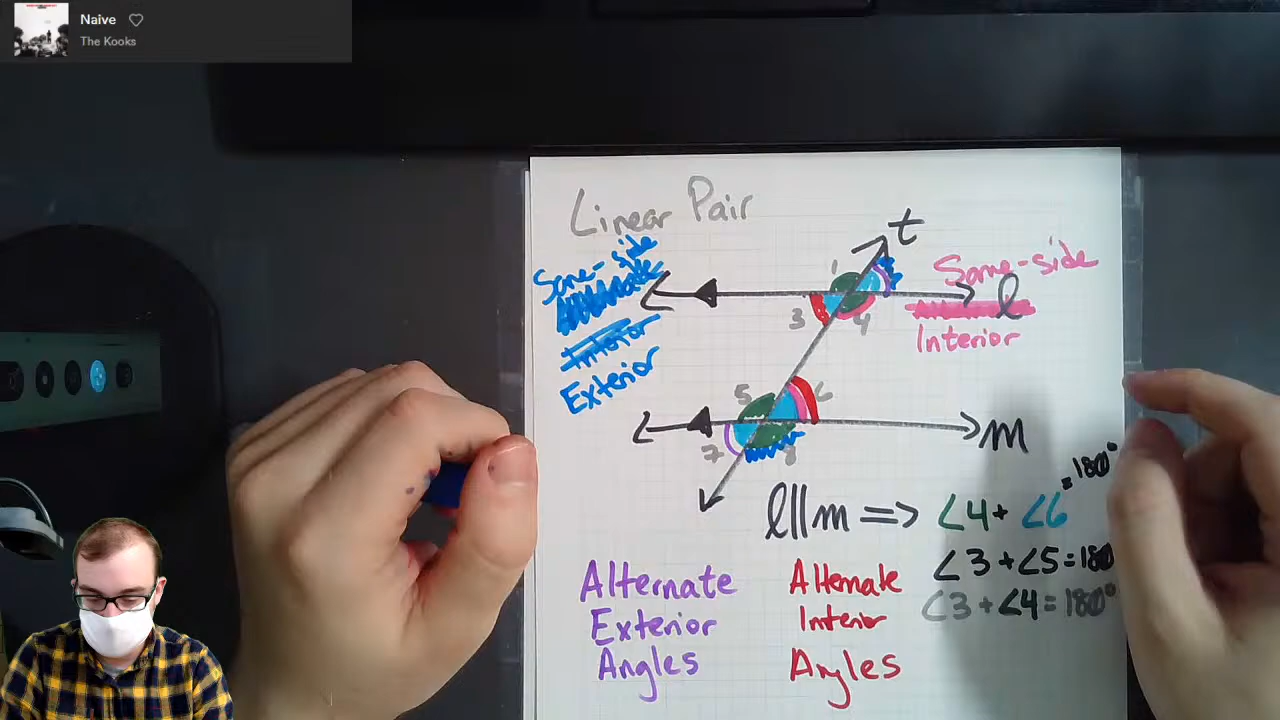 Naive
The Kooks
Linear Pair
t
Same-side
Same-side
1
l
3
4
Interior
Interior
Exterior
5
6
m
7
8
= 180°
l || m => ∠4 + ∠6
∠3 + ∠5 = 180
∠3 + ∠4 = 180°
Alternate
Exterior
Angles
Alternate
Interior
Angles